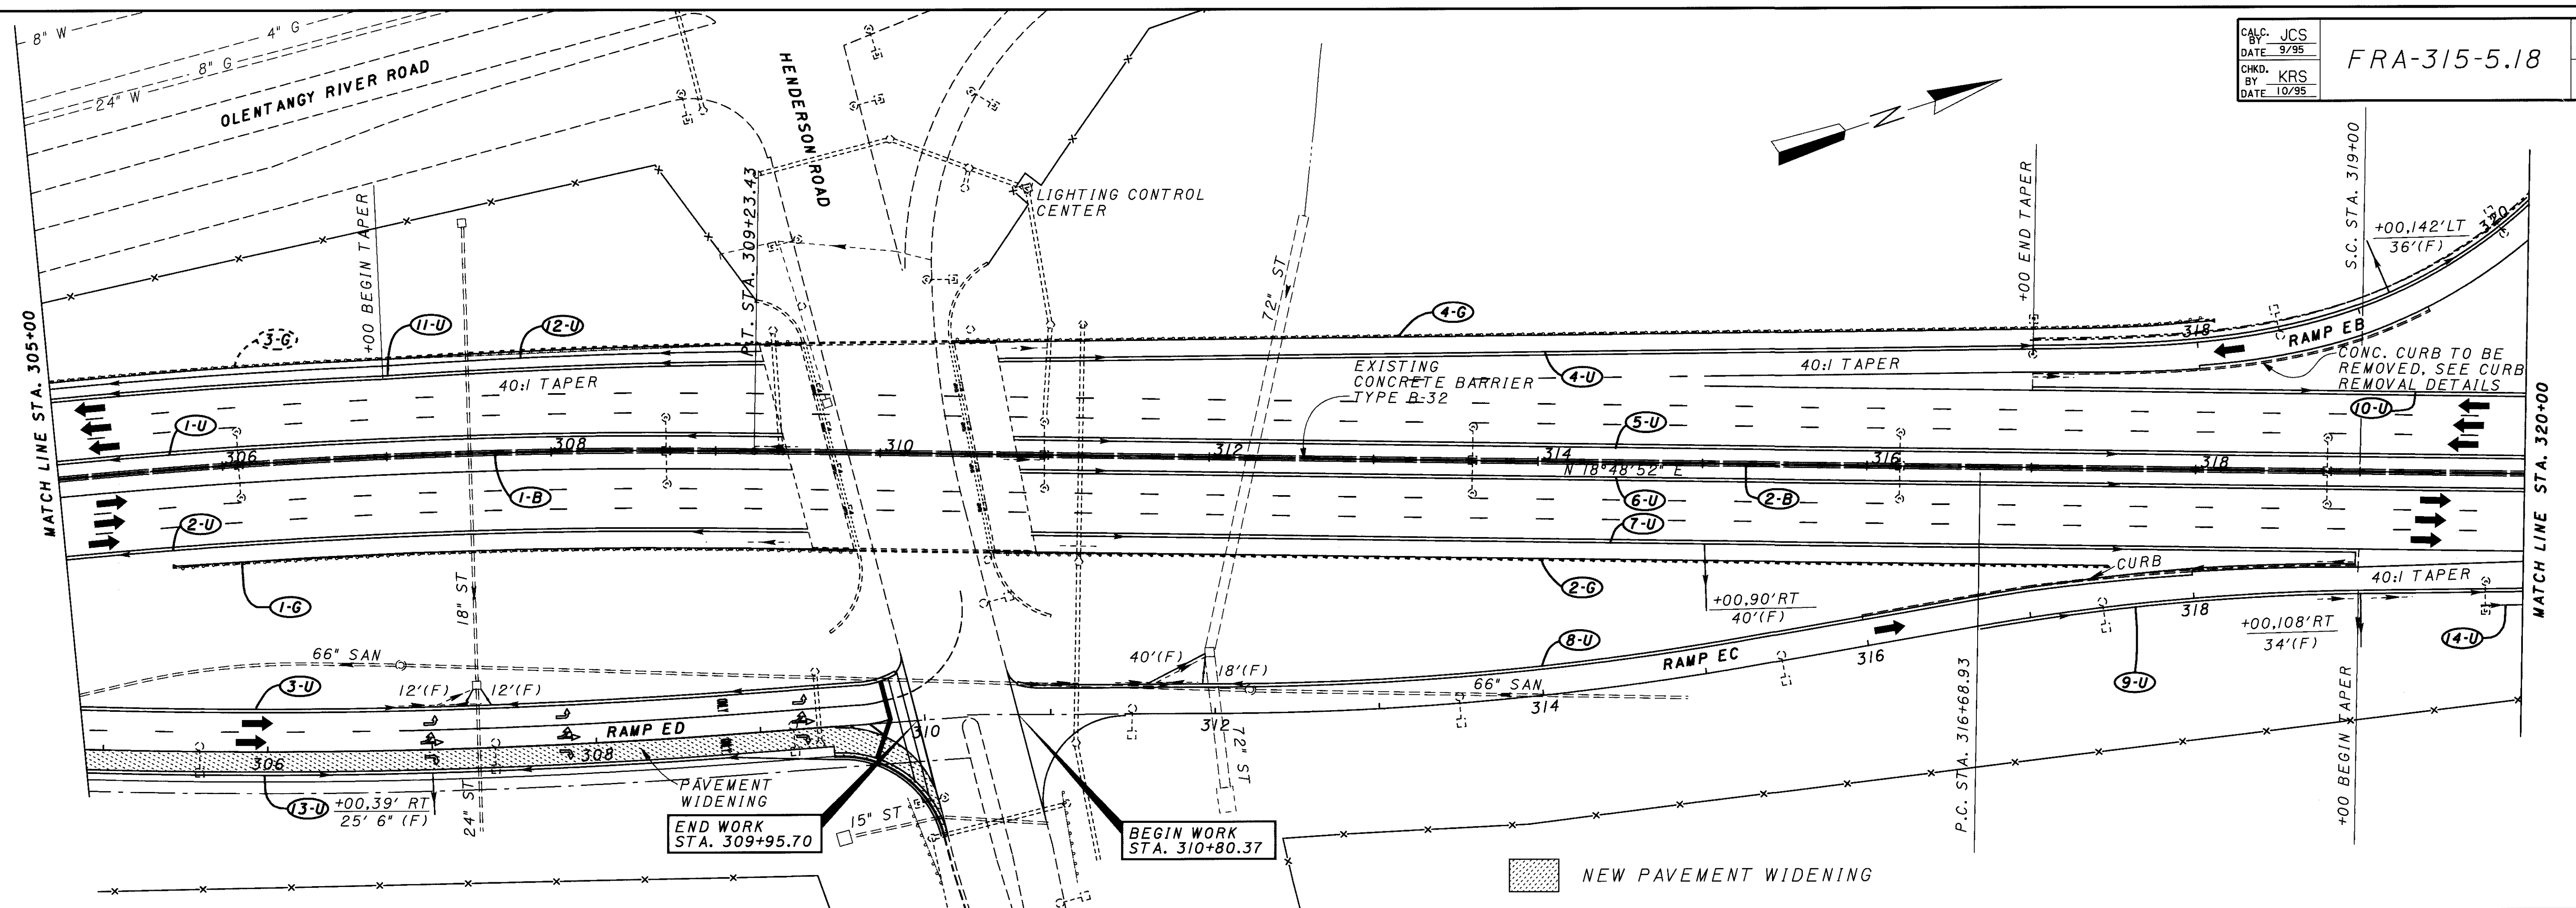 CALC. BY JCS
DATE 9/95
CHKD. BY KRS
DATE 10/95
FRA-315-5.18
8" W
4" G
8" G
24" W
OLENTANGY RIVER ROAD
HENDERSON ROAD
N
LIGHTING CONTROL
CENTER
+00 BEGIN TAPER
P.T. STA. 309+23.43
72" ST
+00 END TAPER
S.C. STA. 319+00
+00,142'LT
36'(F)
320
MATCH LINE STA. 305+00
3-G
11-U
12-U
4-G
318
RAMP EB
40:1 TAPER
EXISTING
CONCRETE BARRIER
TYPE B-32
4-U
40:1 TAPER
CONC. CURB TO BE
REMOVED, SEE CURB
REMOVAL DETAILS
10-U
1-U
5-U
306
308
310
312
314
316
318
N 18°48'52" E
1-B
6-U
2-B
2-U
7-U
MATCH LINE STA. 320+00
1-G
2-G
CURB
40:1 TAPER
18" ST
+00,90'RT
40'(F)
318
+00,108'RT
34'(F)
14-U
66" SAN
40'(F)
18'(F)
8-U
RAMP EC
316
9-U
3-U
12'(F)
12'(F)
66" SAN
ONLY
314
RAMP ED
310
312
306
308
ONLY
72" ST
P.C. STA. 316+68.93
+00 BEGIN TAPER
13-U
+00,39' RT
25' 6" (F)
24" ST
PAVEMENT
WIDENING
15" ST
END WORK
STA. 309+95.70
BEGIN WORK
STA. 310+80.37
NEW PAVEMENT WIDENING